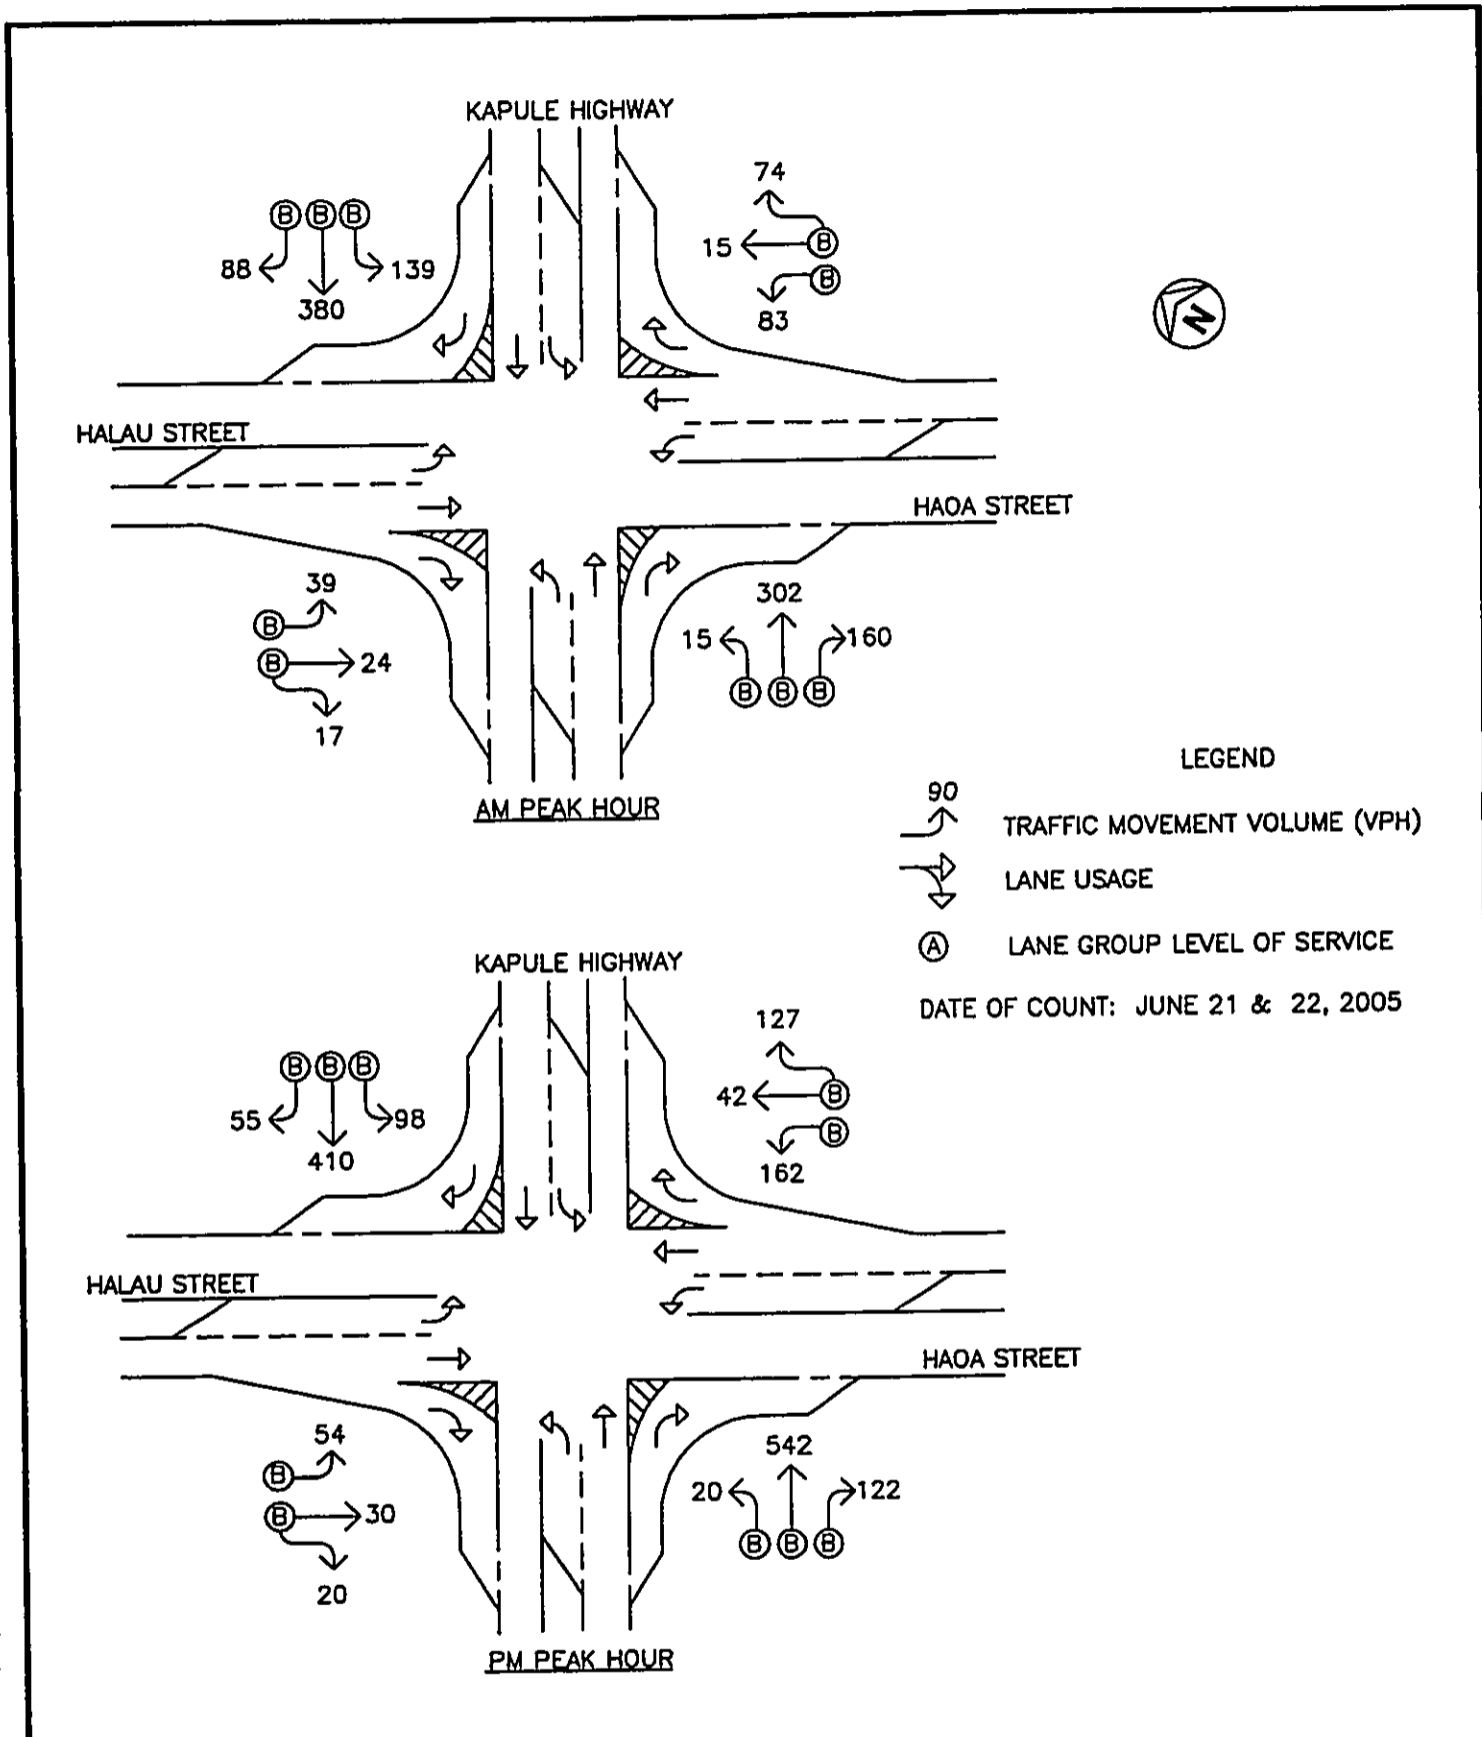 KAPULE HIGHWAY
74
B B B
15 B
88 139
B
380
83
N
HALAU STREET
HAOA STREET
39
302
B
15 160
B 24
B B B
17
LEGEND
90
AM PEAK HOUR
TRAFFIC MOVEMENT VOLUME (VPH)
LANE USAGE
A LANE GROUP LEVEL OF SERVICE
KAPULE HIGHWAY
DATE OF COUNT: JUNE 21 & 22, 2005
127
B B B
42 B
55 98
B
410
162
HALAU STREET
HAOA STREET
54
542
B
20 122
B 30
B B B
20
PM PEAK HOUR